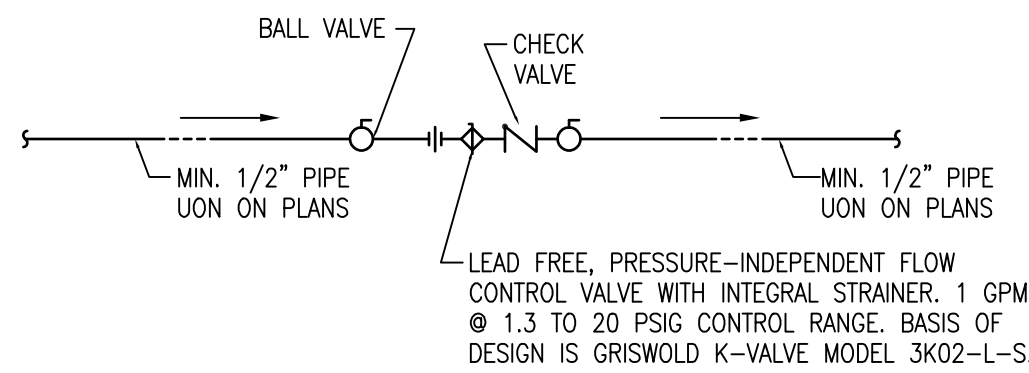 BALL VALVE
CHECK
VALVE
MIN. 1/2" PIPE
UON ON PLANS
MIN. 1/2" PIPE
UON ON PLANS
LEAD FREE, PRESSURE-INDEPENDENT FLOW
CONTROL VALVE WITH INTEGRAL STRAINER. 1 GPM
@ 1.3 TO 20 PSIG CONTROL RANGE. BASIS OF
DESIGN IS GRISWOLD K-VALVE MODEL 3K02-L-S.